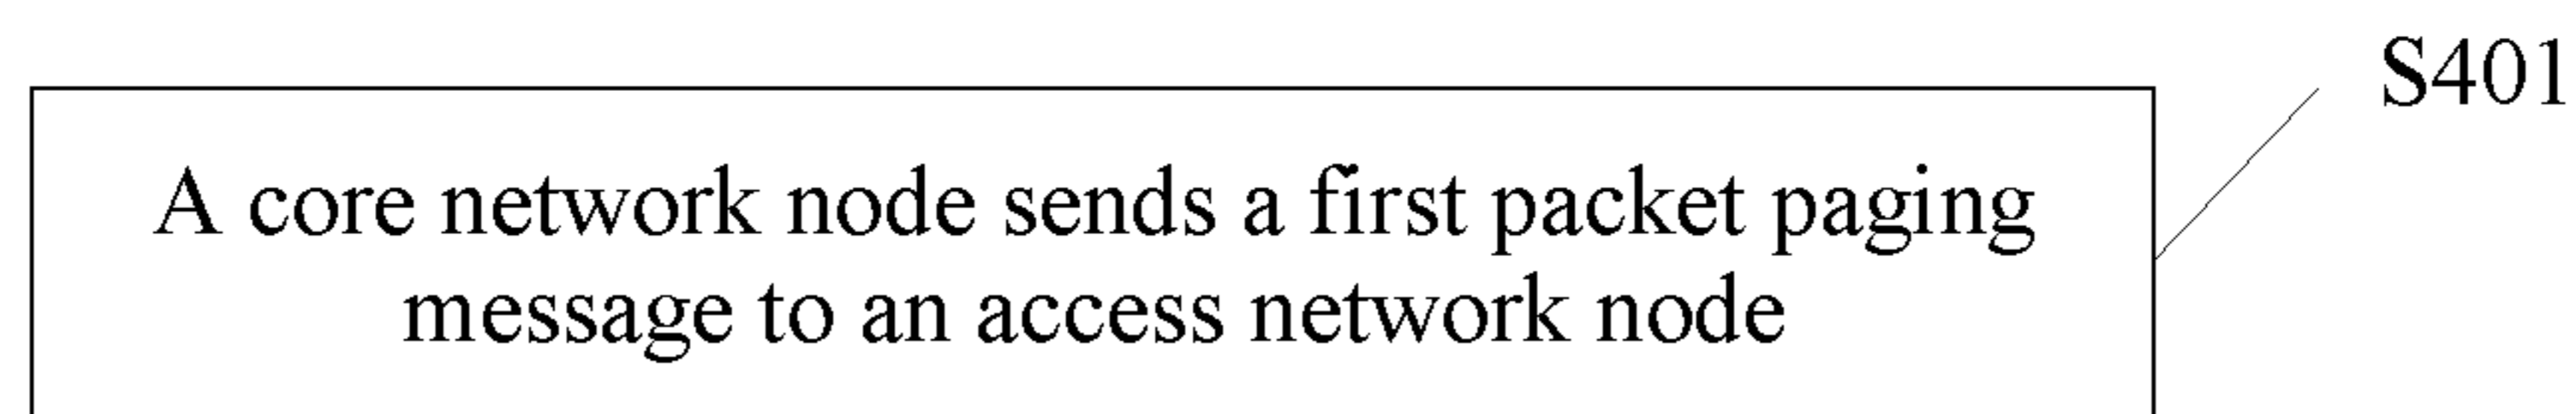 S401
A core network node sends a first packet paging
message to an access network node